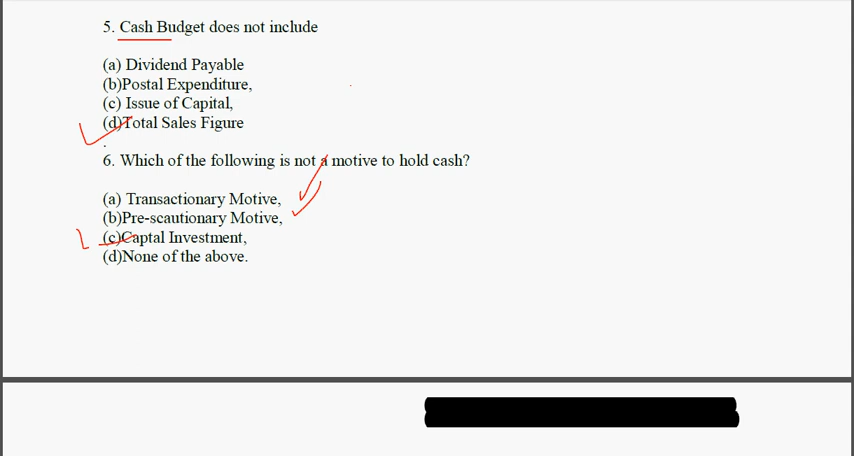 5. Cash Budget does not include
(a) Dividend Payable
(b)Postal Expenditure,
(c) Issue of Capital,
(d)Total Sales Figure
6. Which of the following is not a motive to hold cash?
(a) Transactionary Motive,
(b)Pre-scautionary Motive,
(c)Captal Investment,
(d)None of the above.